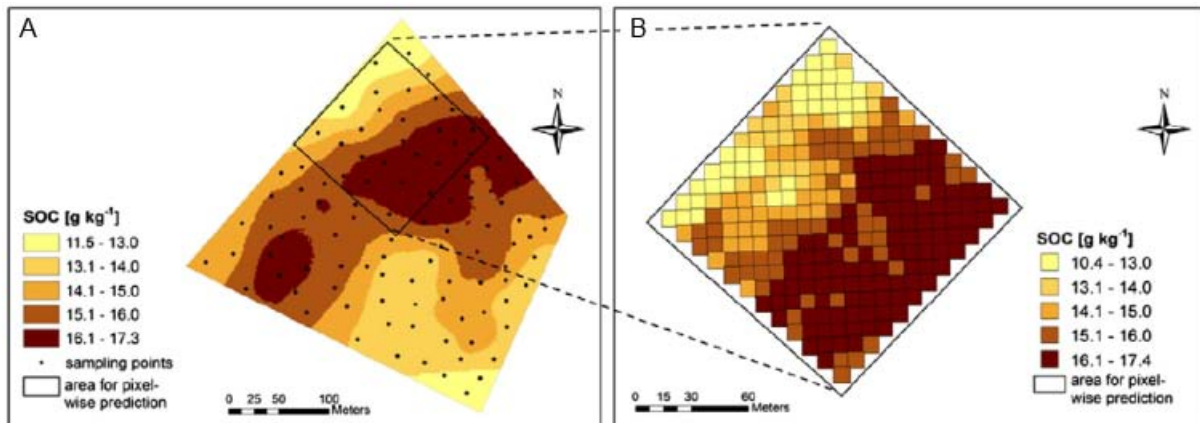 A
N
SOC [g kg⁻¹]
11.5 - 13.0
13.1 - 14.0
14.1 - 15.0
15.1 - 16.0
16.1 - 17.3
sampling points
area for pixel-
wise prediction
0 25 50 100
Meters
B
N
SOC [g kg⁻¹]
10.4 - 13.0
13.1 - 14.0
14.1 - 15.0
15.1 - 16.0
16.1 - 17.4
area for pixel-
wise prediction
0 15 30 60
Meters